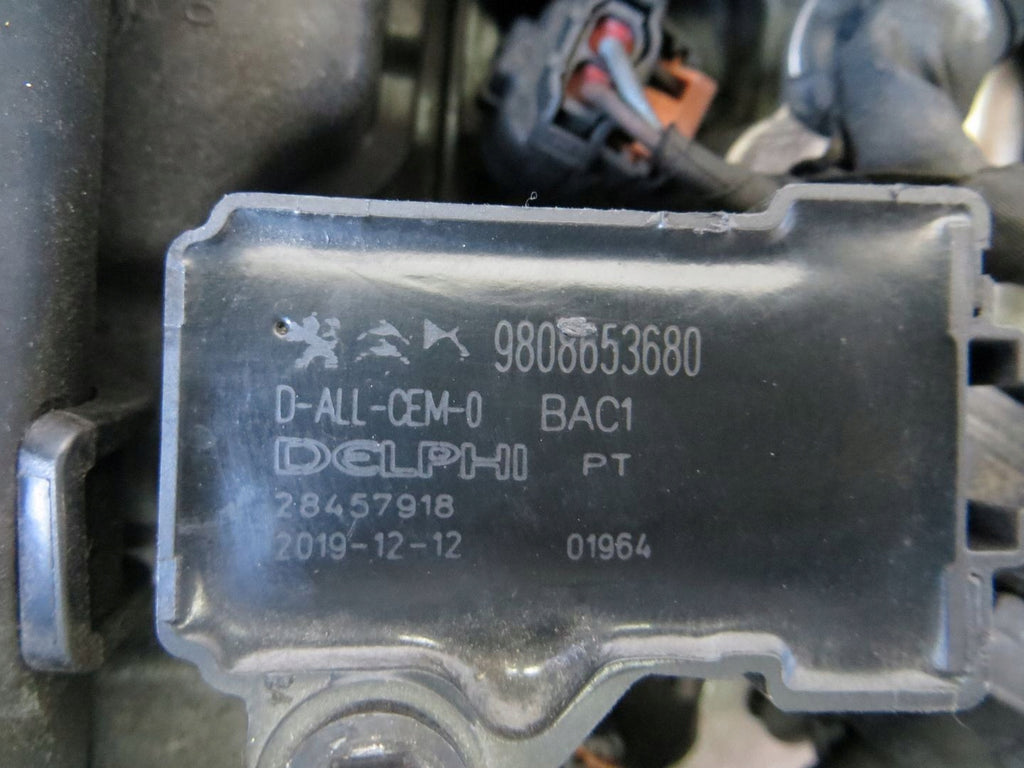 9808653680
D-ALL-CEM-0 BAC1
DELPHI PT
28457918
2019-12-12 01964